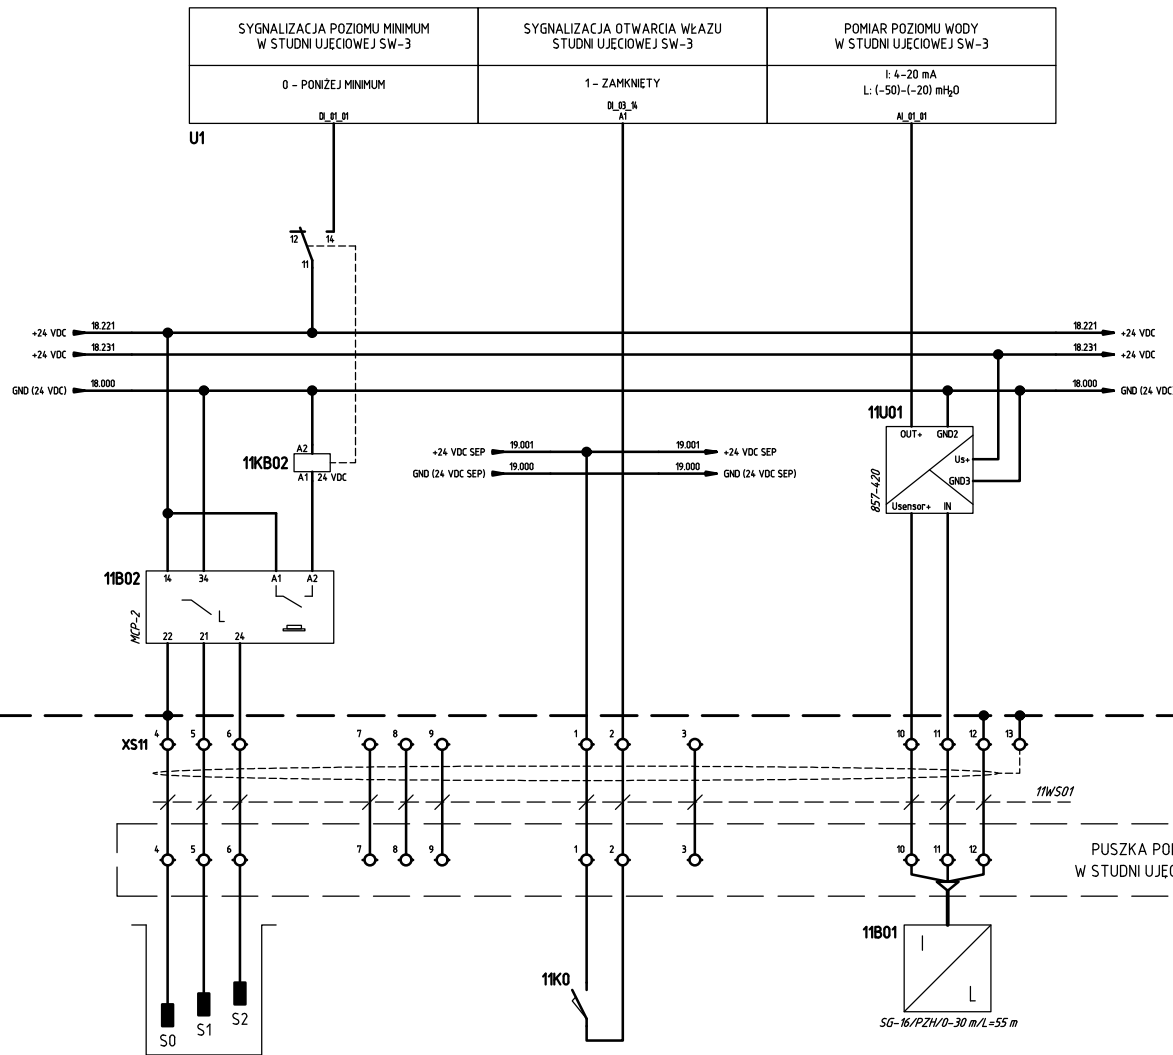 SYGNALIZACJA POZIOMU MINIMUM
W STUDNI UJĘCIOWEJ SW-3
SYGNALIZACJA OTWARCIA WŁAZU
STUDNI UJĘCIOWEJ SW-3
POMIAR POZIOMU WODY
W STUDNI UJĘCIOWEJ SW-3
0 - PONIŻEJ MINIMUM
1 - ZAMKNIĘTY
I: 4-20 mA
L: (-50)-(-20) mH₂O
DI_01_01
DI_03_14
A1
AI_01_01
U1
12
14
11
+24 VDC 18.221
18.221 +24 VDC
+24 VDC 18.231
18.231 +24 VDC
GND (24 VDC) 18.000
18.000 GND (24 VDC
11U01
OUT+ GND2
Us+
GND3
Usensor+ IN
857-420
A2
11KB02
A1 24 VDC
+24 VDC SEP 19.001
19.001 +24 VDC SEP
GND (24 VDC SEP) 19.000
19.000 GND (24 VDC SEP)
11B02
14 34 A1 A2
L
MCP-2
22 21 24
XS11
4 5 6 7 8 9 1 2 3 10 11 12 13
11WS01
4 5 6 7 8 9 1 2 3 10 11 12
PUSZKA PO
W STUDNI UJĘ
11B01
I
L
SG-16/PZH/0-30 m/L=55 m
11K0
S0 S1 S2